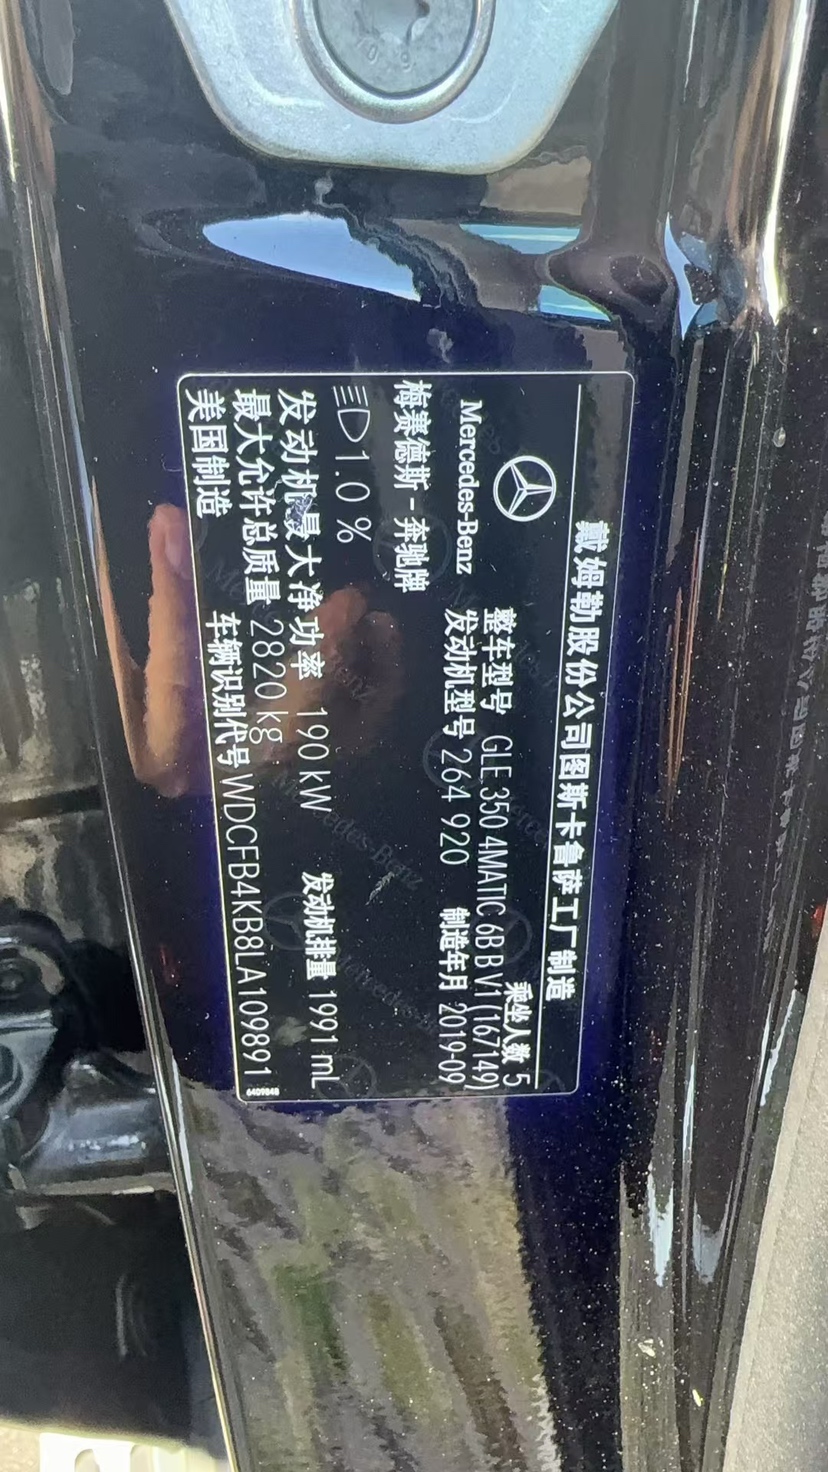 戴姆勒股份公司图斯卡鲁萨工厂制造
乘坐人数 5
Mercedes-Benz
整车型号 GLE 350 4MATIC 6B B V1(167149)
梅赛德斯-奔驰牌
发动机型号 264 920
制造年月 2019-09
1.0 %
发动机最大净功率 190 kW
发动机排量 1991 mL
最大允许总质量 2820 kg
美国制造
车辆识别代号 WDCFB4KB8LA109891
6409848